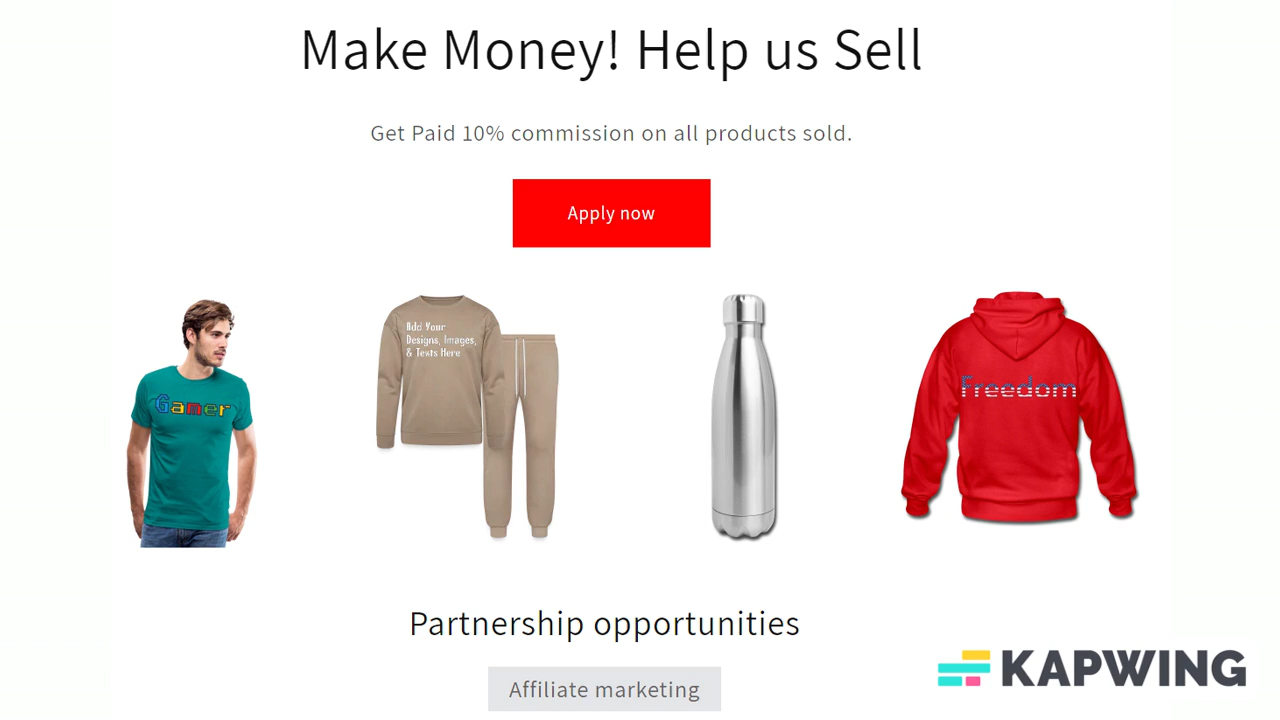 Make Money! Help us Sell
Get Paid 10% commission on all products sold.
Apply now
Gamer
Add Your
Designs, Images,
& Texts Here
Freedom
Partnership opportunities
Affiliate marketing
KAPWING